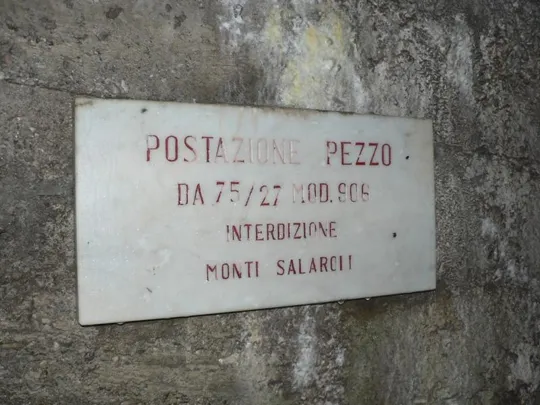 POSTAZIONE PEZZO
DA 75/27 MOD. 906
INTERDIZIONE
MONTI SALAROLI